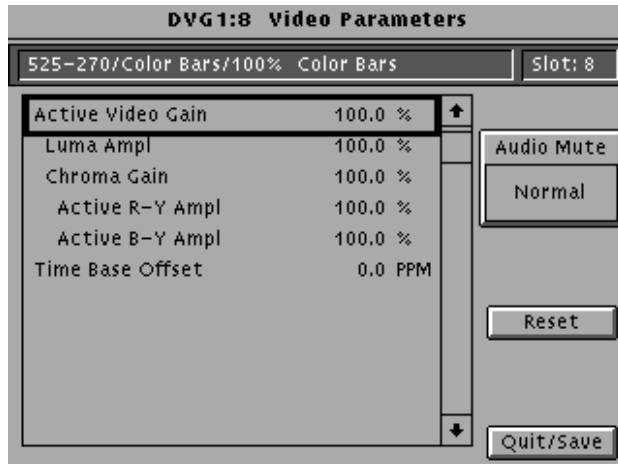 DVG1:8 Video Parameters
525-270/Color Bars/100% Color Bars Slot: 8
Active Video Gain 100.0 %
Luma Ampl 100.0 %
Chroma Gain 100.0 %
Active R-Y Ampl 100.0 %
Active B-Y Ampl 100.0 %
Time Base Offset 0.0 PPM
Audio Mute
Normal
Reset
Quit/Save